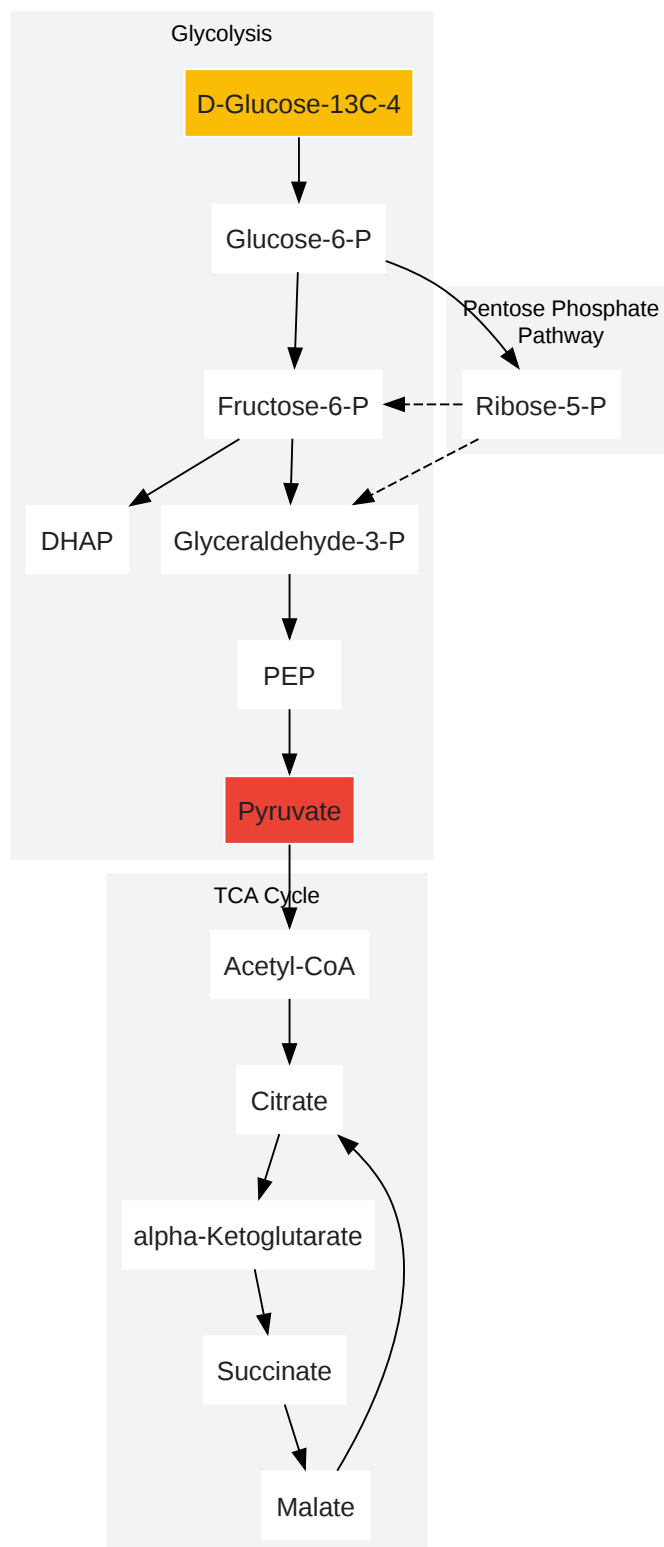 Glycolysis
D-Glucose-13C-4
Glucose-6-P
Pentose Phosphate
Pathway
Fructose-6-P
Ribose-5-P
DHAP
Glyceraldehyde-3-P
PEP
Pyruvate
TCA Cycle
Acetyl-CoA
Citrate
alpha-Ketoglutarate
Succinate
Malate